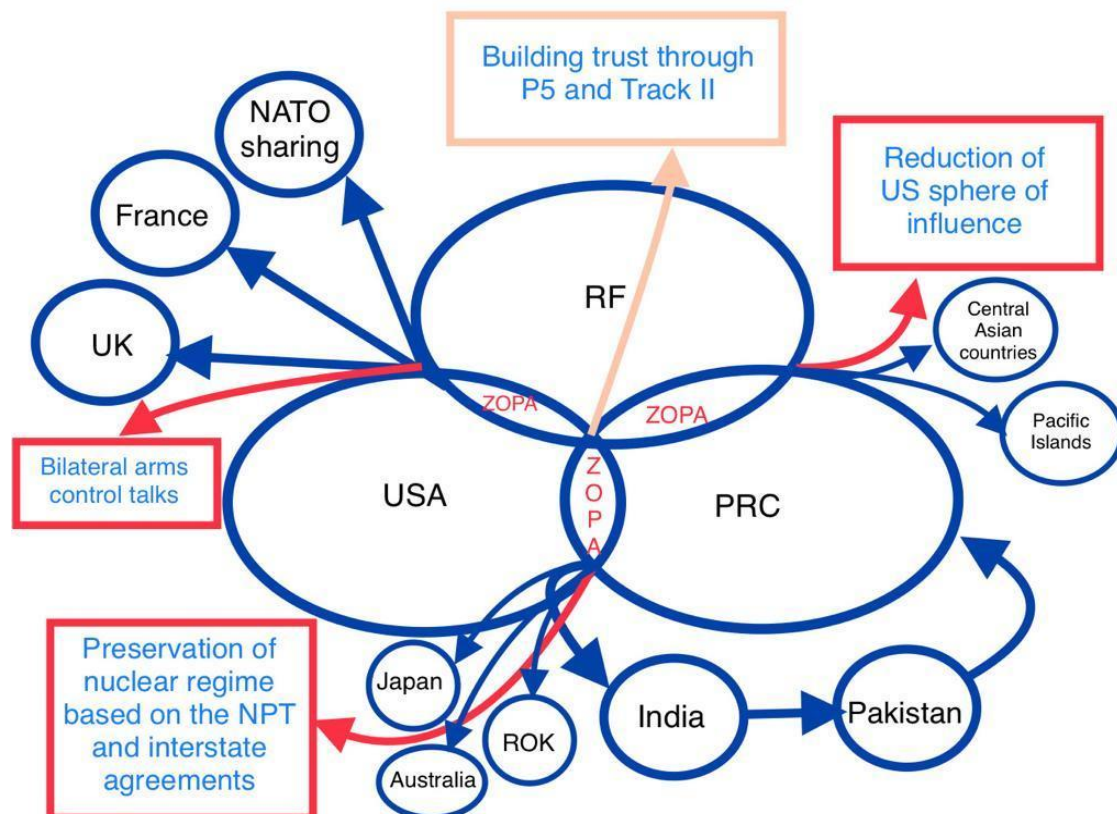 Building trust through
P5 and Track II
NATO
sharing
Reduction of
US sphere of
influence
France
RF
Central
Asian
countries
UK
ZOPA
ZOPA
Pacific
Islands
Bilateral arms
control talks
USA
ZOPA
PRC
Preservation of
nuclear regime
based on the NPT
and interstate
agreements
Japan
India
Pakistan
ROK
Australia